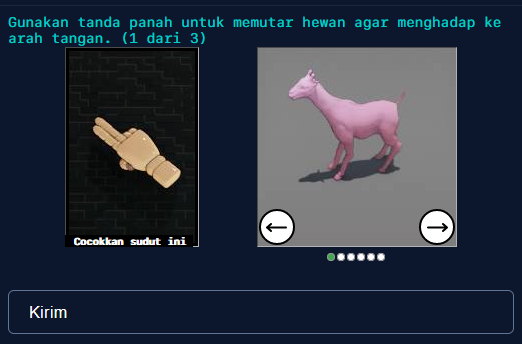 Gunakan tanda panah untuk memutar hewan agar menghadap ke
arah tangan. (1 dari 3)
Cocokkan sudut ini
Kirim